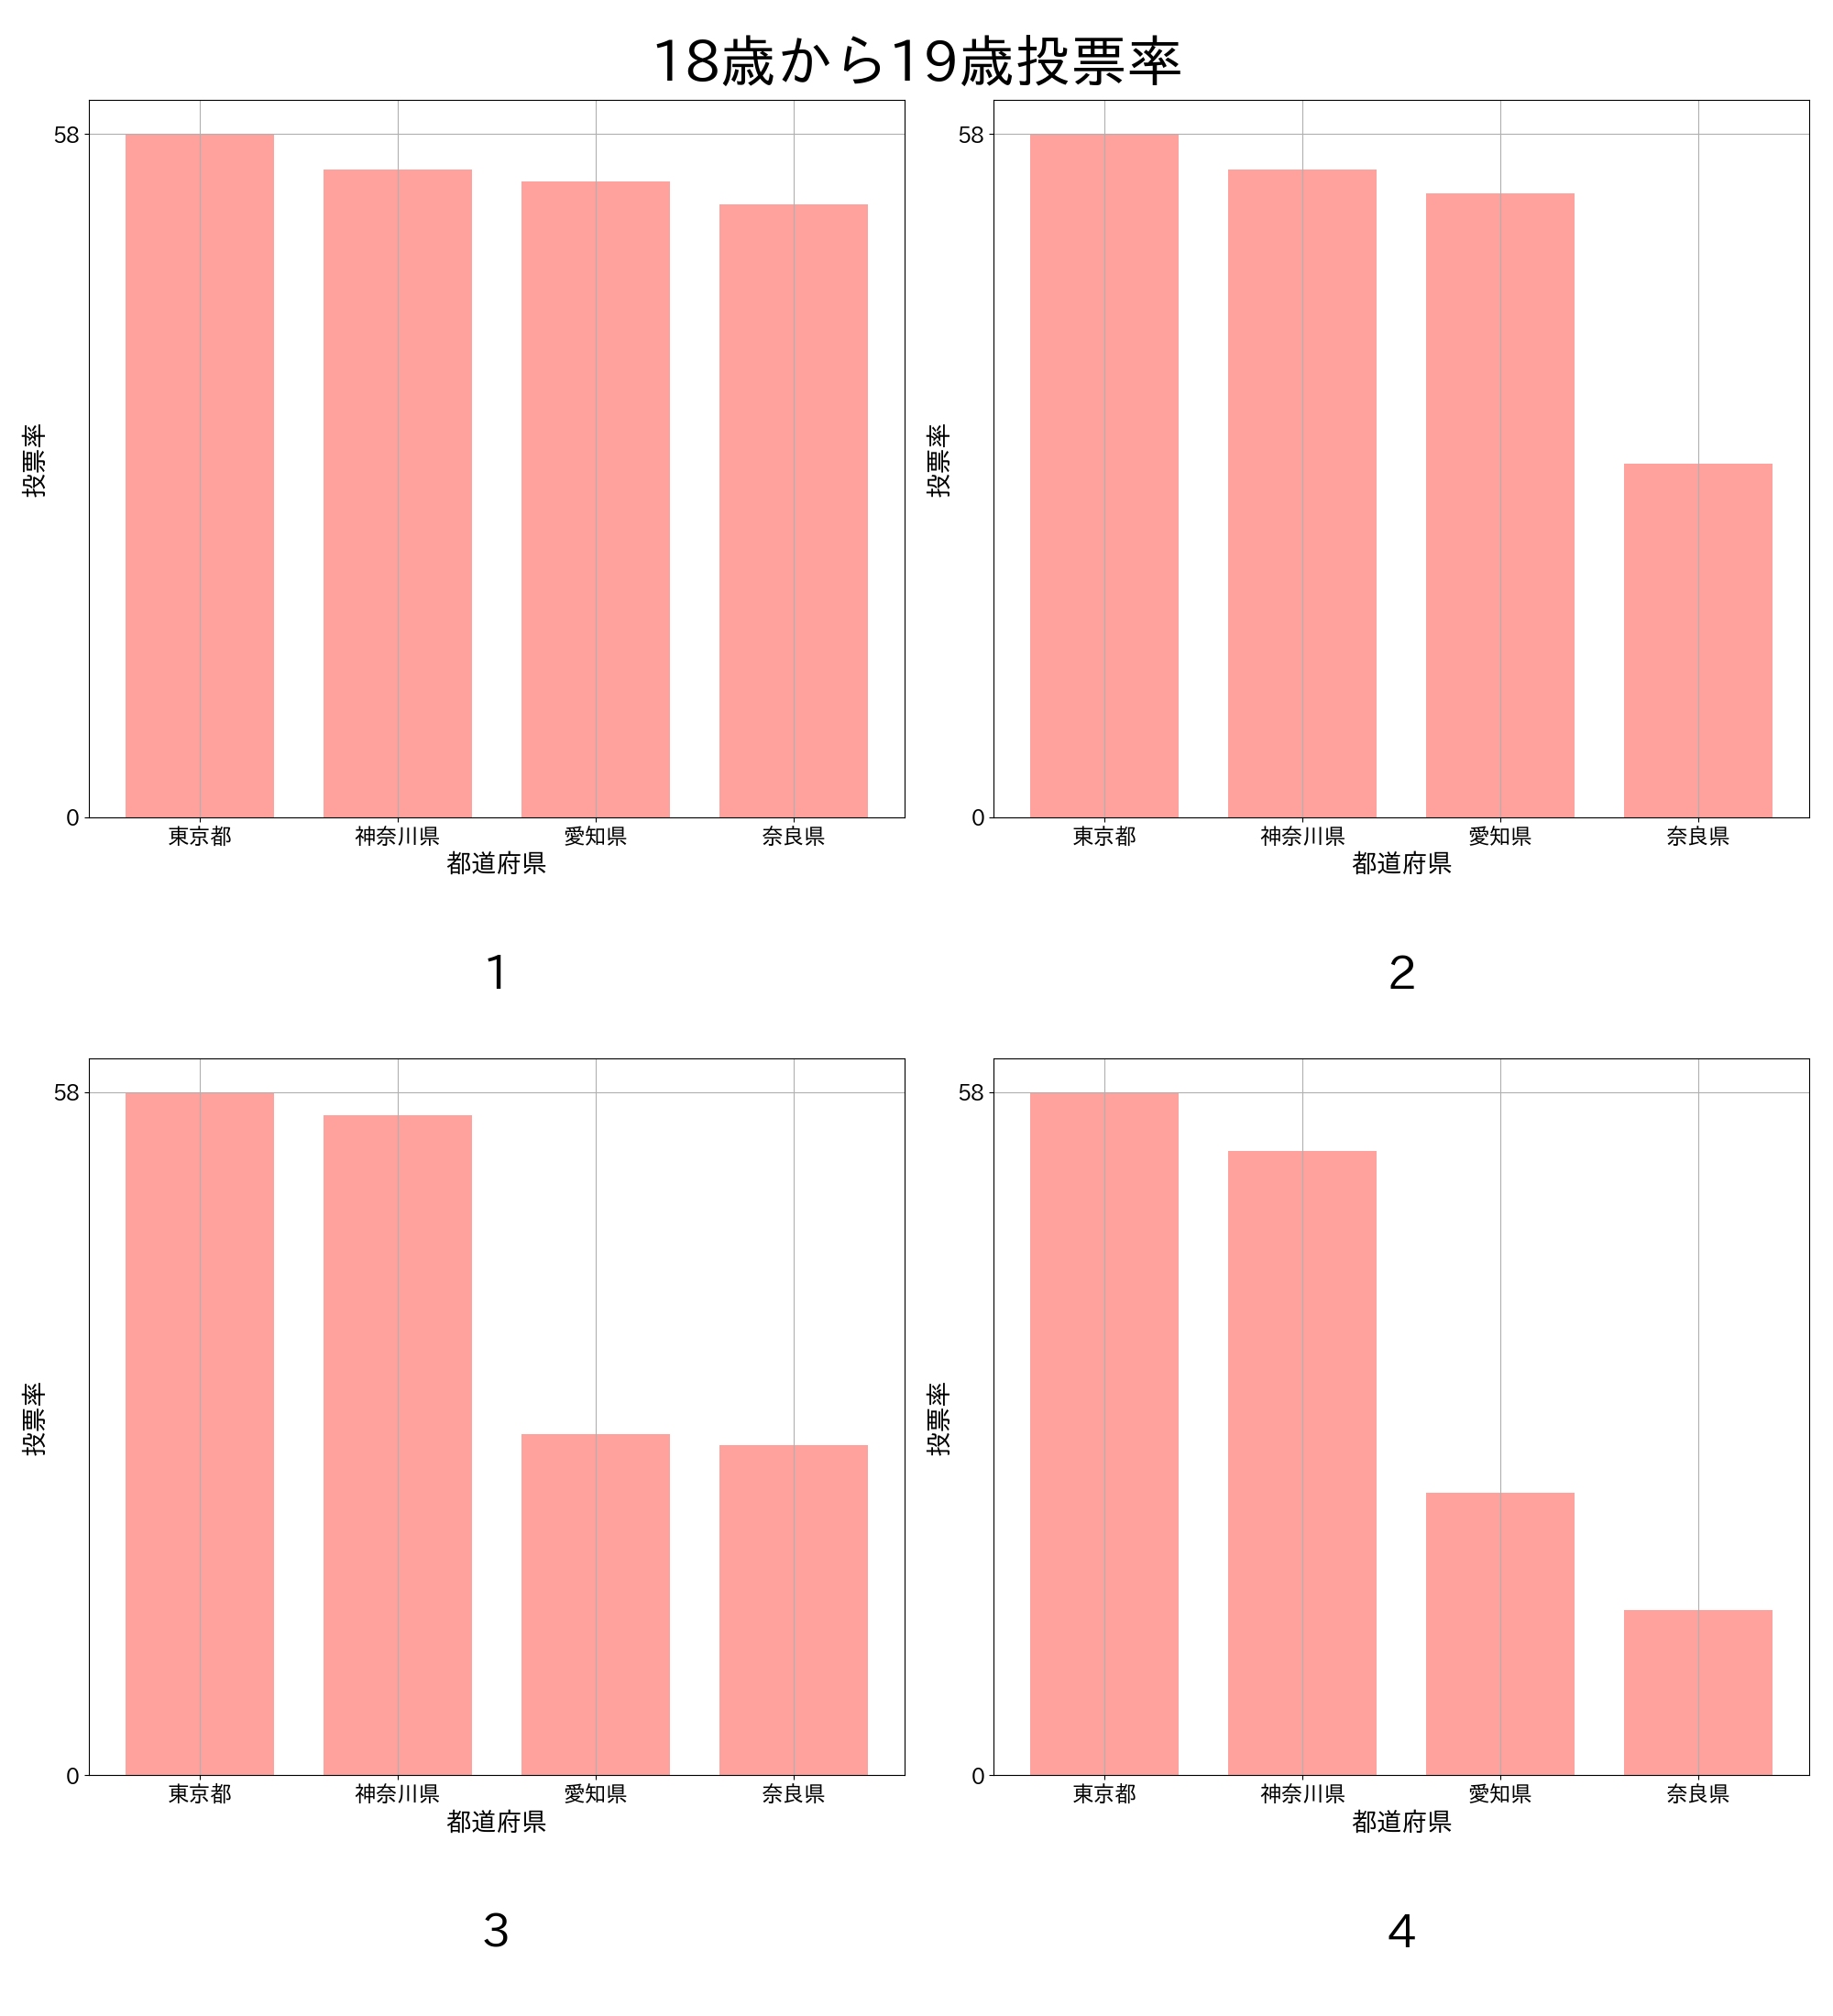 18歳から19歳投票率
58
0
投票率
東京都 神奈川県 愛知県 奈良県
都道府県
1
58
0
投票率
東京都 神奈川県 愛知県 奈良県
都道府県
2
58
0
投票率
東京都 神奈川県 愛知県 奈良県
都道府県
3
58
0
投票率
東京都 神奈川県 愛知県 奈良県
都道府県
4